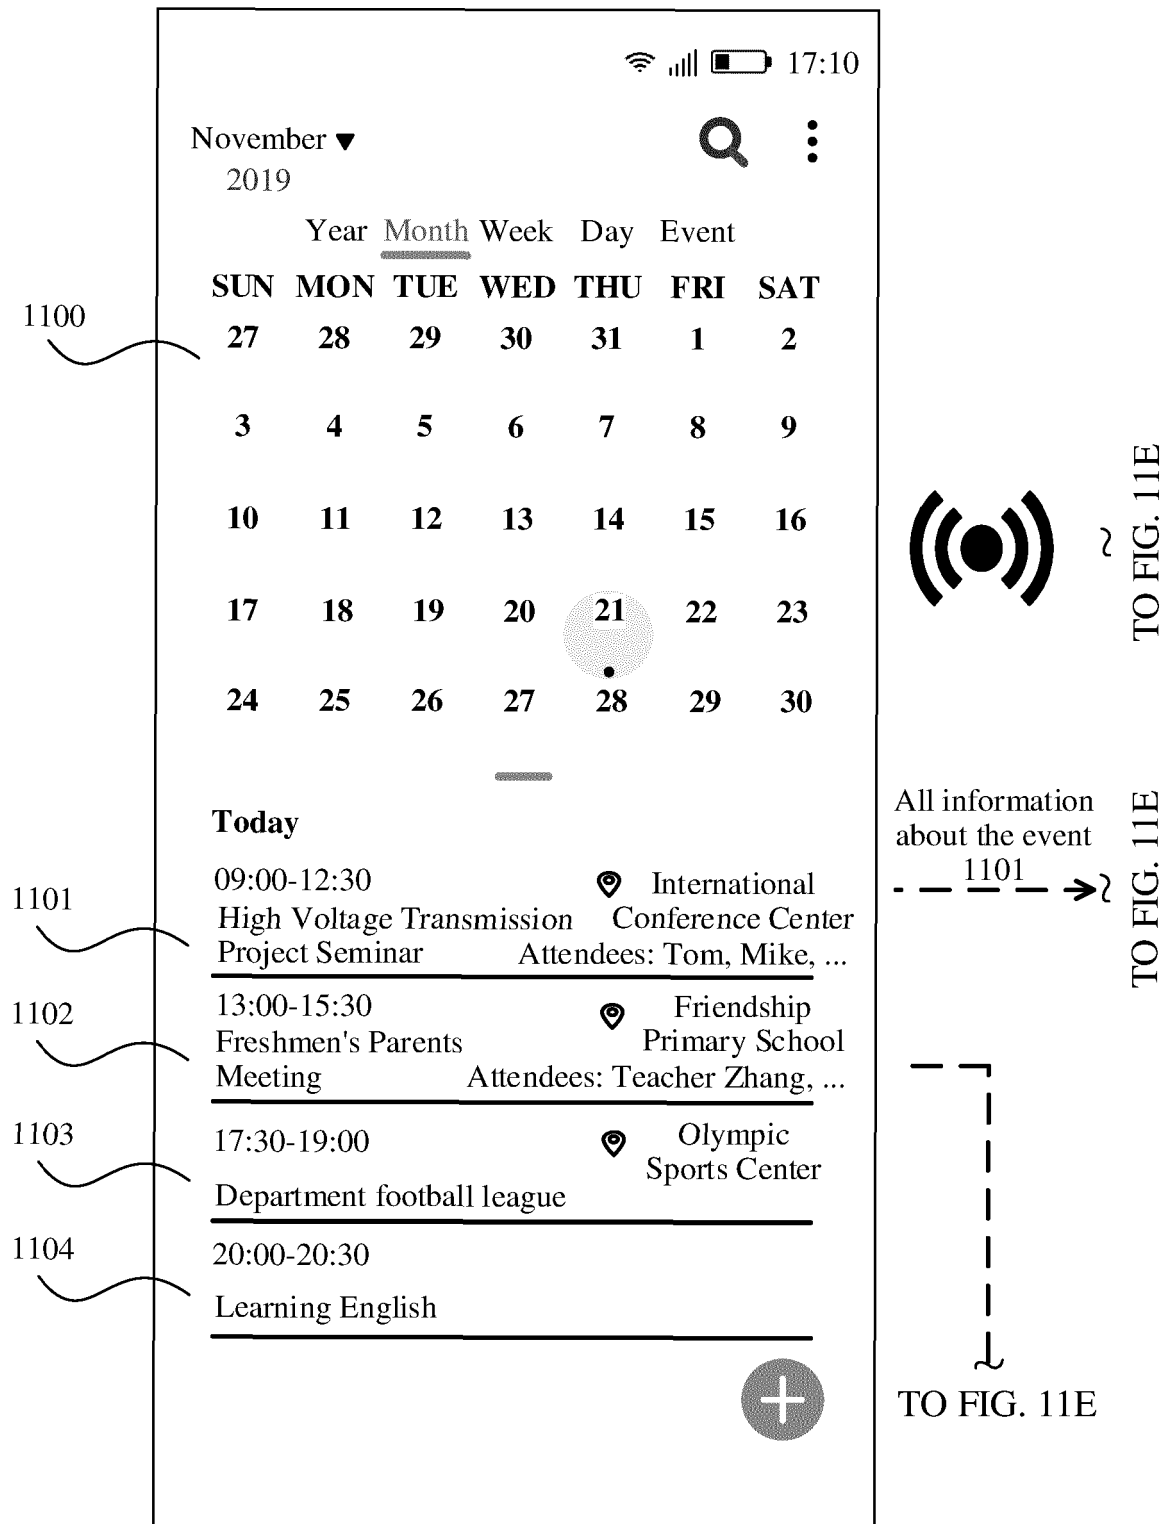 17:10
November
2019
Year Month Week Day Event
SUN MON TUE WED THU FRI SAT
1100
27 28 29 30 31 1 2
3 4 5 6 7 8 9
10 11 12 13 14 15 16
17 18 19 20 21 22 23
24 25 26 27 28 29 30
TO FIG. 11E
Today
All information
about the event
1101
TO FIG. 11E
1101
09:00-12:30
International
High Voltage Transmission
Conference Center
Project Seminar
Attendees: Tom, Mike, ...
1102
13:00-15:30
Friendship
Freshmen's Parents
Primary School
Meeting
Attendees: Teacher Zhang, ...
1103
17:30-19:00
Olympic
Sports Center
Department football league
1104
20:00-20:30
Learning English
TO FIG. 11E